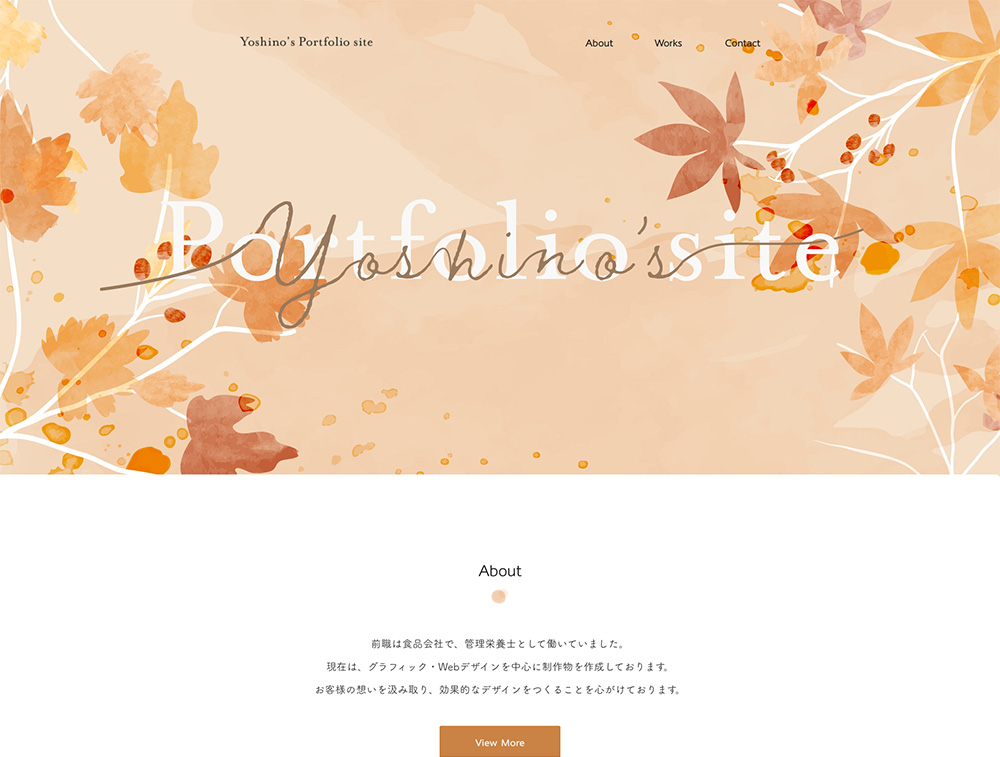 Yoshino's Portfolio site
About
Works
Contact
Portfolio site
Yoshino's
About
前職は食品会社で、管理栄養士として働いていました。
現在は、グラフィック・Webデザインを中心に制作物を作成しております。
お客様の想いを汲み取り、効果的なデザインをつくることを心がけております。
View More